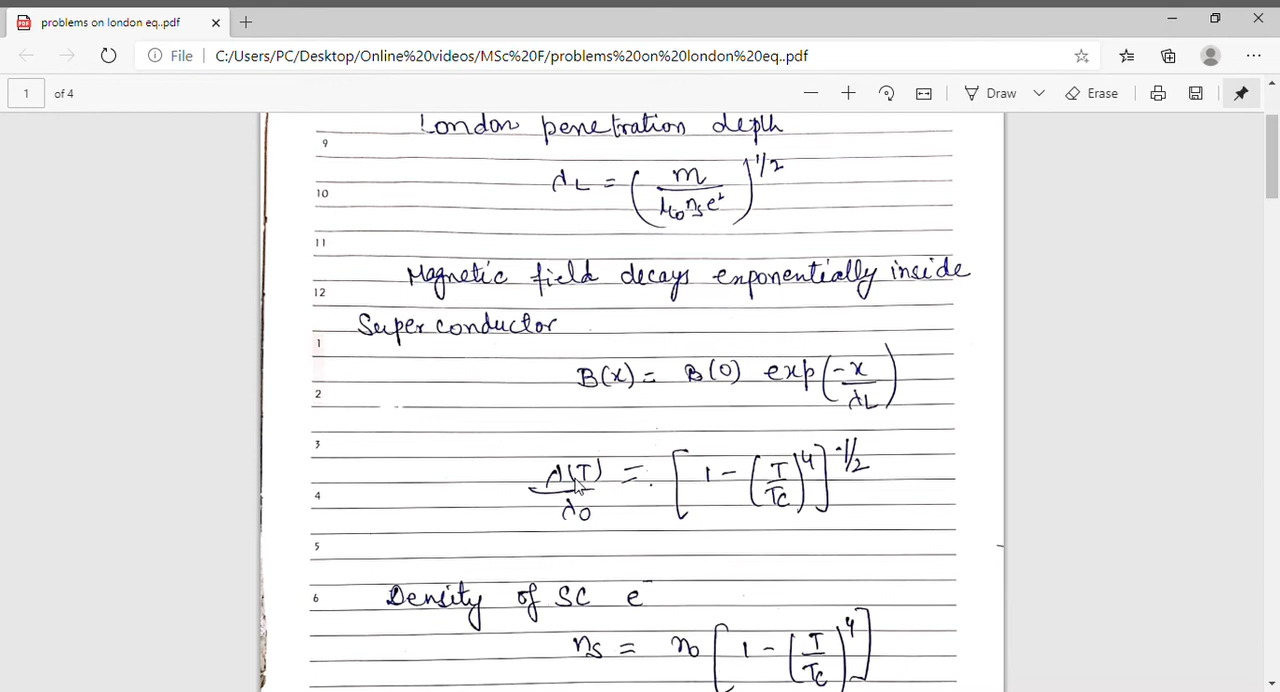 problems on london eq..pdf
File C:/Users/PC/Desktop/Online%20videos/MSc%20F/problems%20on%20london%20eq..pdf
1 of 4 Draw Erase
London penetration depth
9
λL = (m / μ0 ns e²)^1/2
10
11
Magnetic field decays exponentially inside
12
Super conductor
1
B(x) = B(0) exp(-x / λL)
2
3
λ(T) / λ0 = [1 - (T / Tc)^4]^-1/2
4
5
6
Density of SC e-
ns = n0 [1 - (T / Tc)^4]